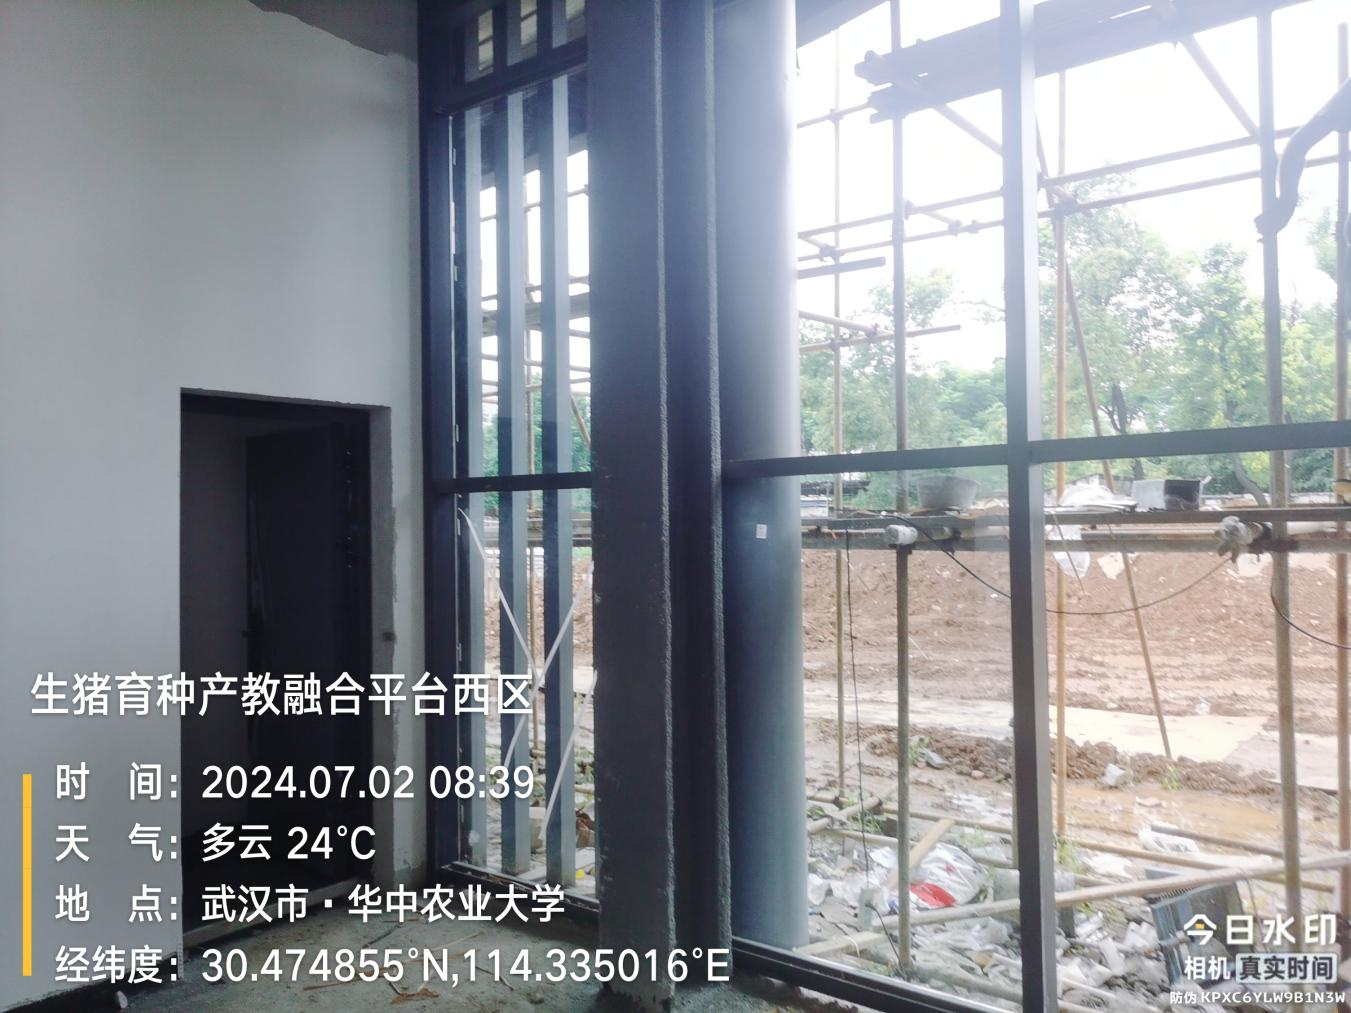 生猪育种产教融合平台西区
时 间：2024.07.02 08:39
天 气：多云 24°C
地 点：武汉市·华中农业大学
经纬度：30.474855°N,114.335016°E
今日水印
相机 真实时间
防伪 KPXC6YLW9B1N3W